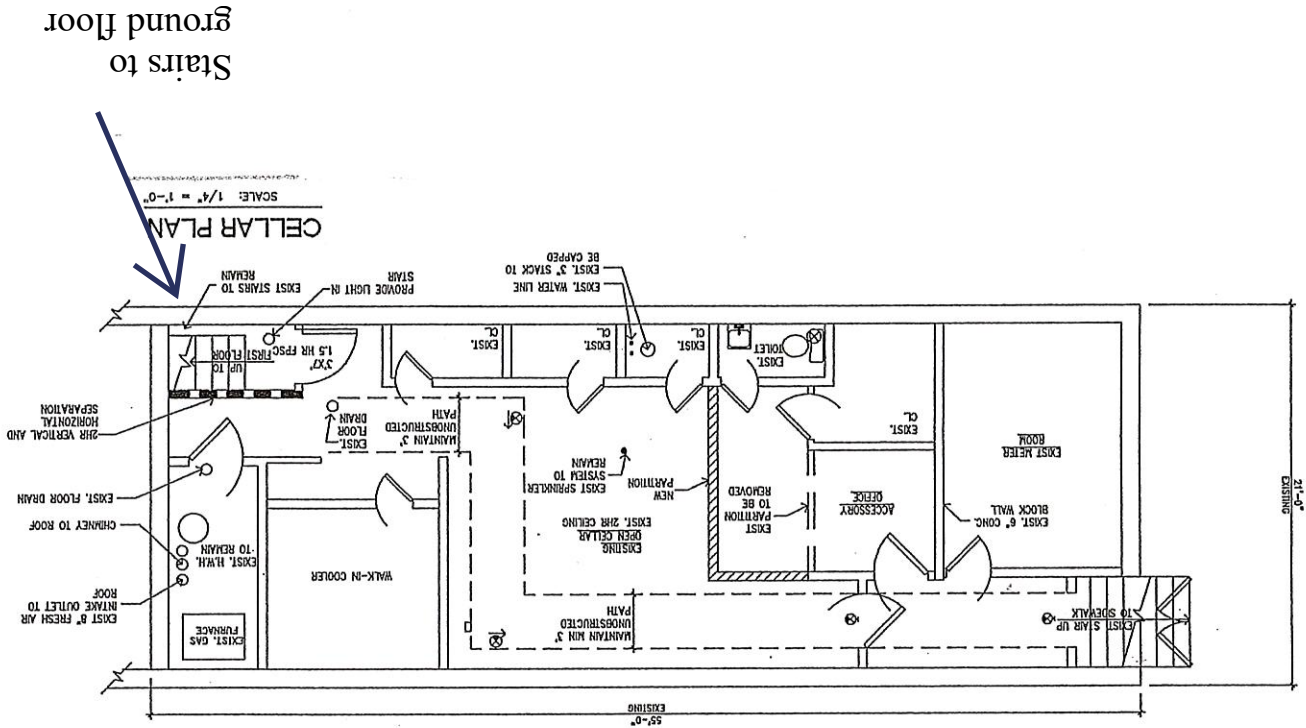 55'-0"
EXISTING
21'-0"
EXISTING
EXIST. STAIR UP
TO SIDEWALK
MAINTAIN MIN 3'
UNOBSTRUCTED
PATH
EXIST. GAS
FURNACE
EXIST 8" FRESH AIR
INTAKE OUTLET TO
ROOF
EXIST. 6" CONC.
BLOCK WALL
ACCESSORY
OFFICE
EXIST
PARTITION
TO BE
REMOVED
NEW
PARTITION
EXISTING
OPEN CELLAR
EXIST. 2HR CEILING
EXIST SPRINKLER
SYSTEM TO
REMAIN
WALK-IN COOLER
EXIST. H.W.H.
TO REMAIN
CHIMNEY TO ROOF
EXIST. FLOOR DRAIN
EXIST METER
ROOM
EXIST.
CL.
MAINTAIN 3'
UNOBSTRUCTED
PATH
EXIST.
FLOOR
DRAIN
2HR VERTICAL AND
HORIZONTAL
SEPARATION
EXIST.
TOILET
EXIST.
CL.
EXIST.
CL.
EXIST.
CL.
3'X7'
1.5 HR FPSC
UP TO
FIRST FLOOR
EXIST. WATER LINE
EXIST. 3" STACK TO
BE CAPPED
PROVIDE LIGHT IN
STAIR
EXIST STAIRS TO
REMAIN
CELLAR PLAN
SCALE: 1/4" = 1'-0"
Stairs to
ground floor